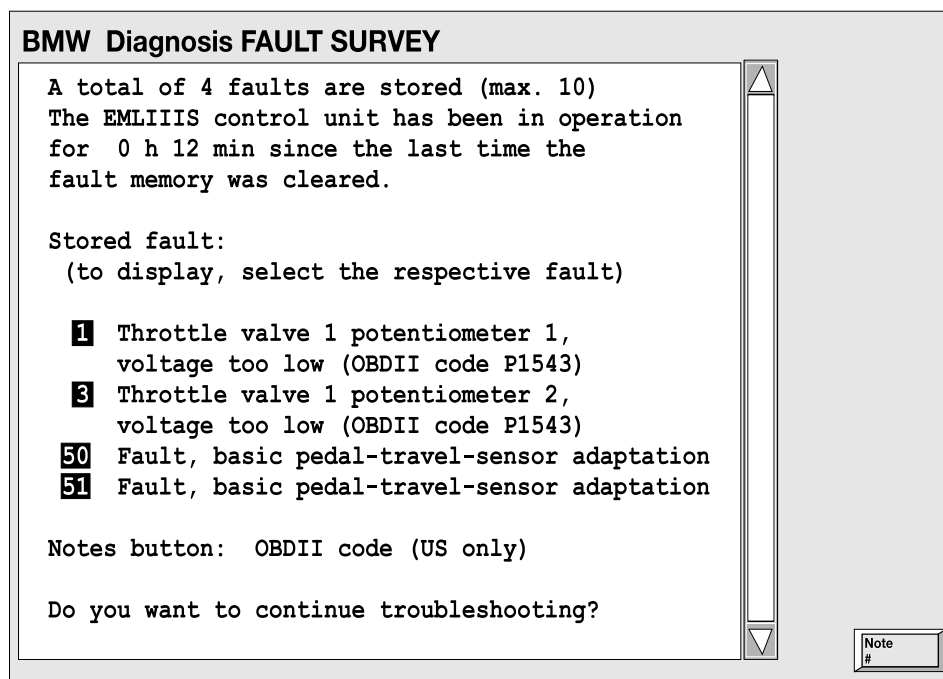 BMW Diagnosis FAULT SURVEY
A total of 4 faults are stored (max. 10)
The EMLIIIS control unit has been in operation
for 0 h 12 min since the last time the
fault memory was cleared.
Stored fault:
(to display, select the respective fault)
1 Throttle valve 1 potentiometer 1,
voltage too low (OBDII code P1543)
3 Throttle valve 1 potentiometer 2,
voltage too low (OBDII code P1543)
50 Fault, basic pedal-travel-sensor adaptation
51 Fault, basic pedal-travel-sensor adaptation
Notes button: OBDII code (US only)
Do you want to continue troubleshooting?
Note
#